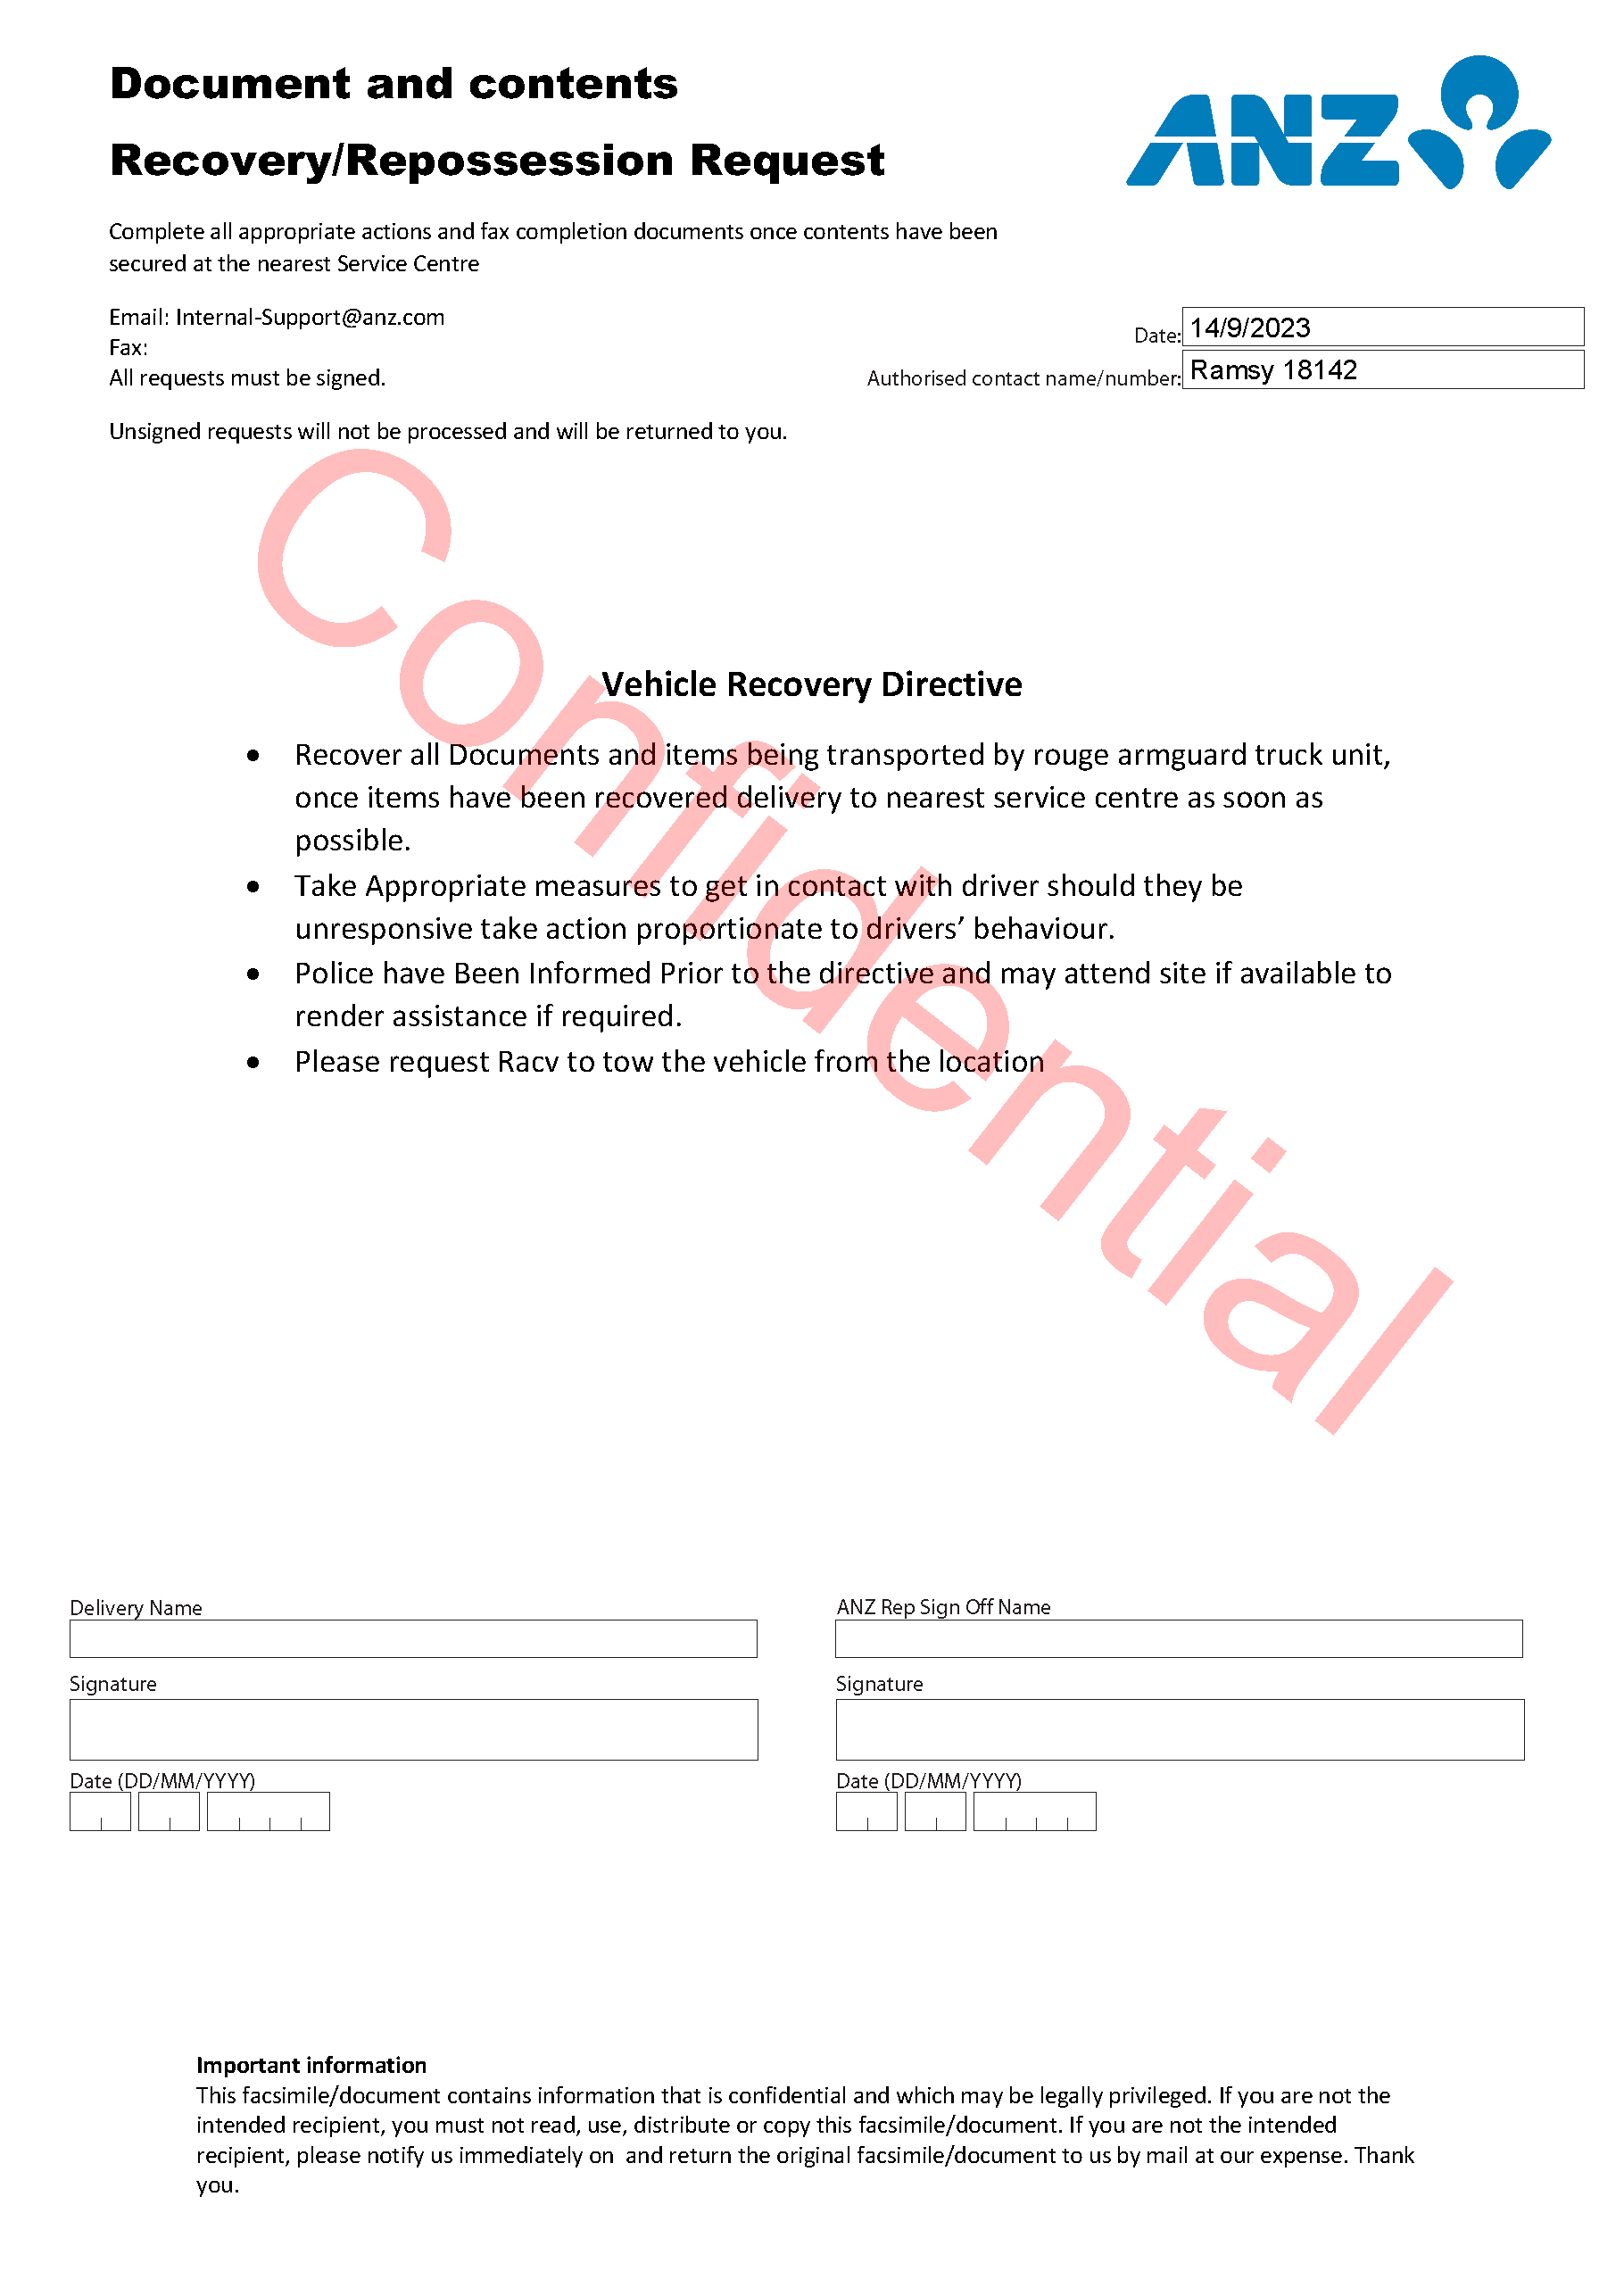 Document and contents
Recovery/Repossession Request
ANZ
Complete all appropriate actions and fax completion documents once contents have been
secured at the nearest Service Centre
Email: Internal-Support@anz.com
Fax:
All requests must be signed.
Date: 14/9/2023
Authorised contact name/number: Ramsy 18142
Unsigned requests will not be processed and will be returned to you.
Confidential
Vehicle Recovery Directive
• Recover all Documents and items being transported by rouge armguard truck unit,
once items have been recovered delivery to nearest service centre as soon as
possible.
• Take Appropriate measures to get in contact with driver should they be
unresponsive take action proportionate to drivers’ behaviour.
• Police have Been Informed Prior to the directive and may attend site if available to
render assistance if required.
• Please request Racv to tow the vehicle from the location
Delivery Name
Signature
Date (DD/MM/YYYY)
ANZ Rep Sign Off Name
Signature
Date (DD/MM/YYYY)
Important information
This facsimile/document contains information that is confidential and which may be legally privileged. If you are not the
intended recipient, you must not read, use, distribute or copy this facsimile/document. If you are not the intended
recipient, please notify us immediately on  and return the original facsimile/document to us by mail at our expense. Thank
you.